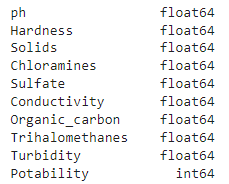 ph float64
Hardness float64
Solids float64
Chloramines float64
Sulfate float64
Conductivity float64
Organic_carbon float64
Trihalomethanes float64
Turbidity float64
Potability int64